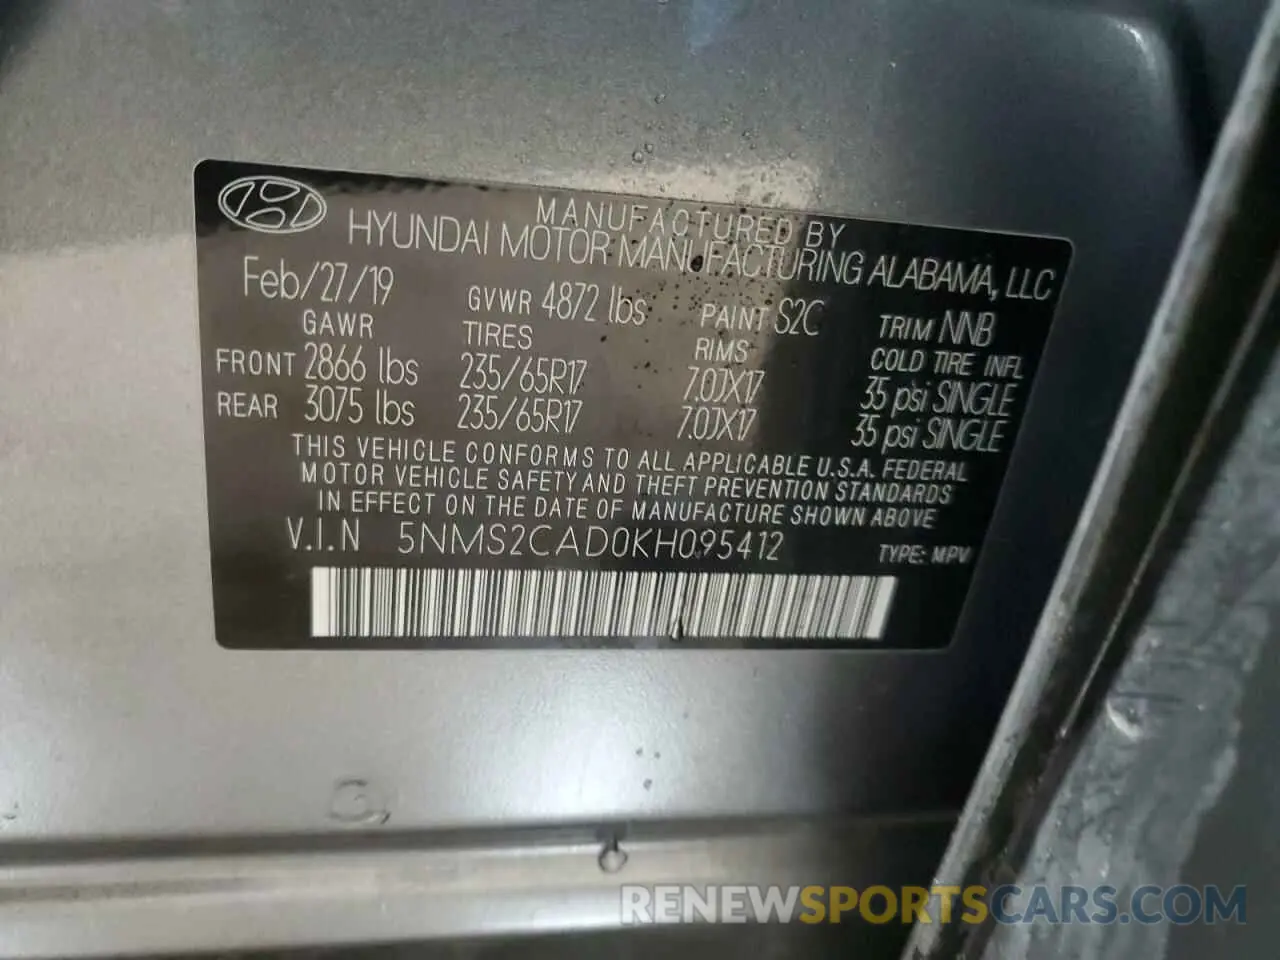 MANUFACTURED BY
HYUNDAI MOTOR MANUFACTURING ALABAMA, LLC
Feb/27/19 GVWR 4872 lbs PAINT S2C TRIM NNB
GAWR TIRES RIMS COLD TIRE INFL
FRONT 2866 lbs 235/65R17 7.0JX17 35 psi SINGLE
REAR 3075 lbs 235/65R17 7.0JX17 35 psi SINGLE
THIS VEHICLE CONFORMS TO ALL APPLICABLE U.S.A. FEDERAL
MOTOR VEHICLE SAFETY AND THEFT PREVENTION STANDARDS
IN EFFECT ON THE DATE OF MANUFACTURE SHOWN ABOVE
V.I.N 5NMS2CAD0KH095412 TYPE: MPV
RENEWSPORTSCARS.COM